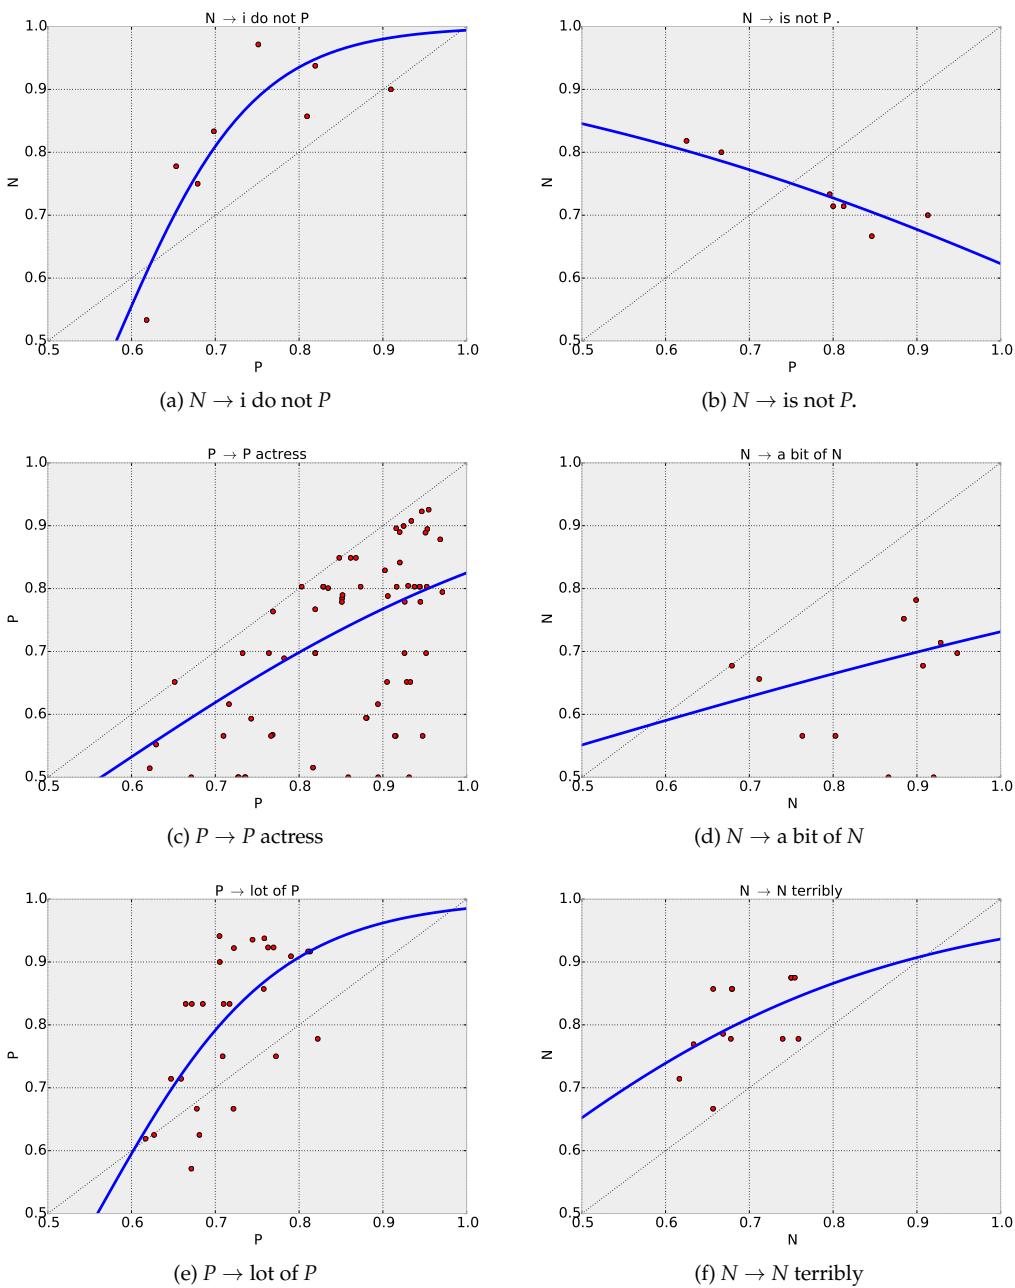 N → i do not P
1.0
0.9
0.8
0.7
0.6
0.5
N
0.5 0.6 0.7 0.8 0.9 1.0
P
(a) N → i do not P
N → is not P .
1.0
0.9
0.8
0.7
0.6
0.5
N
0.5 0.6 0.7 0.8 0.9 1.0
P
(b) N → is not P.
P → P actress
1.0
0.9
0.8
0.7
0.6
0.5
P
0.5 0.6 0.7 0.8 0.9 1.0
P
(c) P → P actress
N → a bit of N
1.0
0.9
0.8
0.7
0.6
0.5
N
0.5 0.6 0.7 0.8 0.9 1.0
N
(d) N → a bit of N
P → lot of P
1.0
0.9
0.8
0.7
0.6
0.5
P
0.5 0.6 0.7 0.8 0.9 1.0
P
(e) P → lot of P
N → N terribly
1.0
0.9
0.8
0.7
0.6
0.5
N
0.5 0.6 0.7 0.8 0.9 1.0
N
(f) N → N terribly